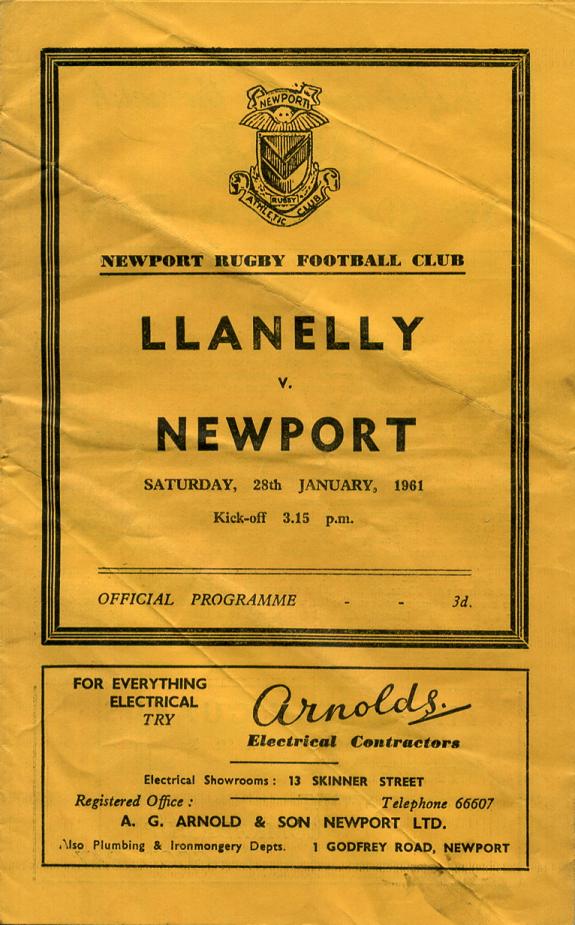 NEWPORT
RUGBY
ATHLETIC CLUB
NEWPORT RUGBY FOOTBALL CLUB
LLANELLY
v.
NEWPORT
SATURDAY, 28th JANUARY, 1961
Kick-off 3.15 p.m.
OFFICIAL PROGRAMME - - 3d.
FOR EVERYTHING
ELECTRICAL
TRY
Arnolds.
Electrical Contractors
Electrical Showrooms : 13 SKINNER STREET
Registered Office : Telephone 66607
A. G. ARNOLD & SON NEWPORT LTD.
Also Plumbing & Ironmongery Depts. 1 GODFREY ROAD, NEWPORT